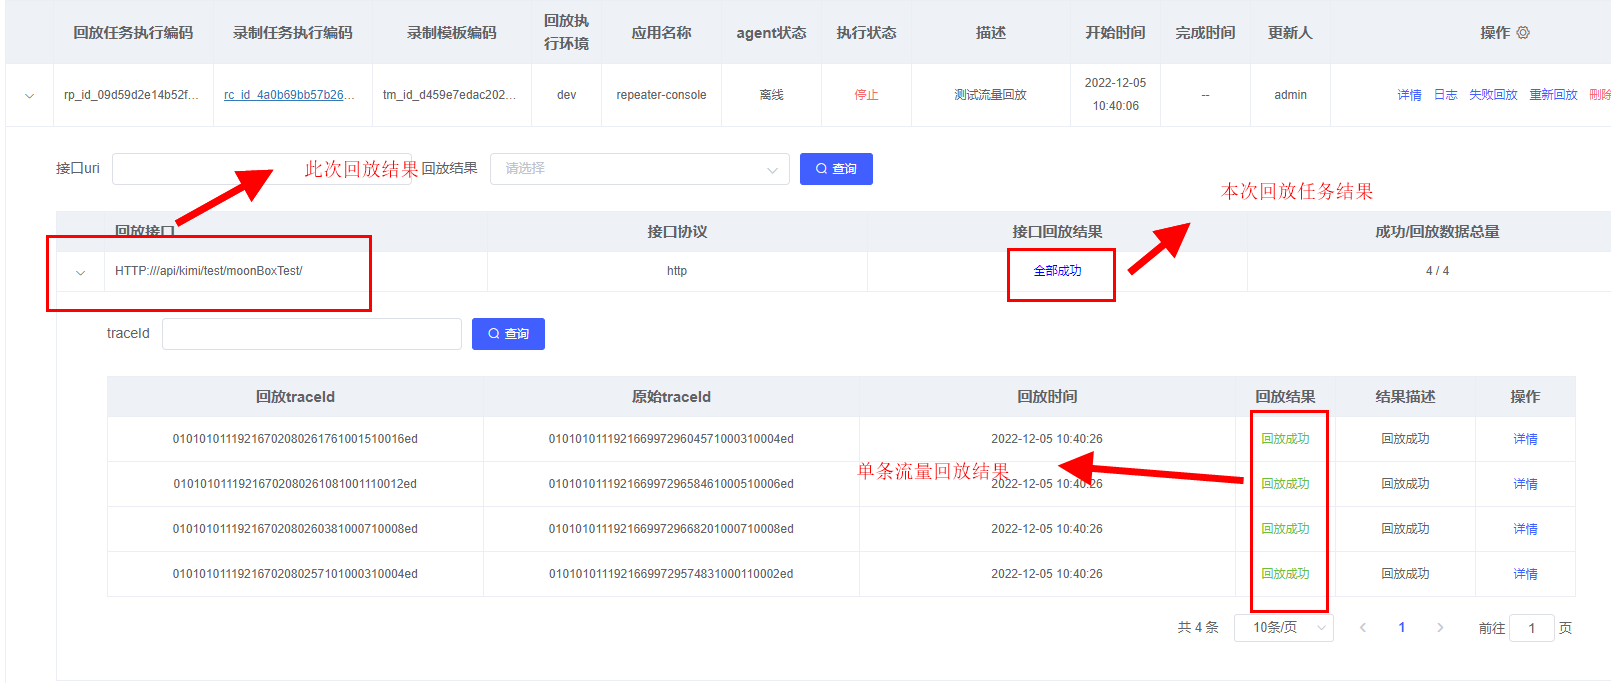 回放任务执行编码 录制任务执行编码 录制模板编码 回放执行环境 应用名称 agent状态 执行状态 描述 开始时间 完成时间 更新人 操作
rp_id_09d59d2e14b52f... rc_id_4a0b69bb57b26... tm_id_d459e7edac202... dev repeater-console 离线 停止 测试流量回放 2022-12-05 10:40:06 -- admin 详情 日志 失败回放 重新回放 删除
接口uri 此次回放结果 回放结果 请选择 查询
本次回放任务结果
回放接口 接口协议 接口回放结果 成功/回放数据总量
HTTP:///api/kimi/test/moonBoxTest/ http 全部成功 4 / 4
traceId 查询
回放traceId 原始traceId 回放时间 回放结果 结果描述 操作
01010101119216702080261761001510016ed 01010101119216699729604571000310004ed 2022-12-05 10:40:26 回放成功 回放成功 详情
单条流量回放结果
01010101119216702080261081001110012ed 01010101119216699729658461000510006ed 2022-12-05 10:40:26 回放成功 回放成功 详情
01010101119216702080260381000710008ed 01010101119216699729668201000710008ed 2022-12-05 10:40:26 回放成功 回放成功 详情
01010101119216702080257101000310004ed 01010101119216699729574831000110002ed 2022-12-05 10:40:26 回放成功 回放成功 详情
共 4 条 10条/页 1 前往 1 页